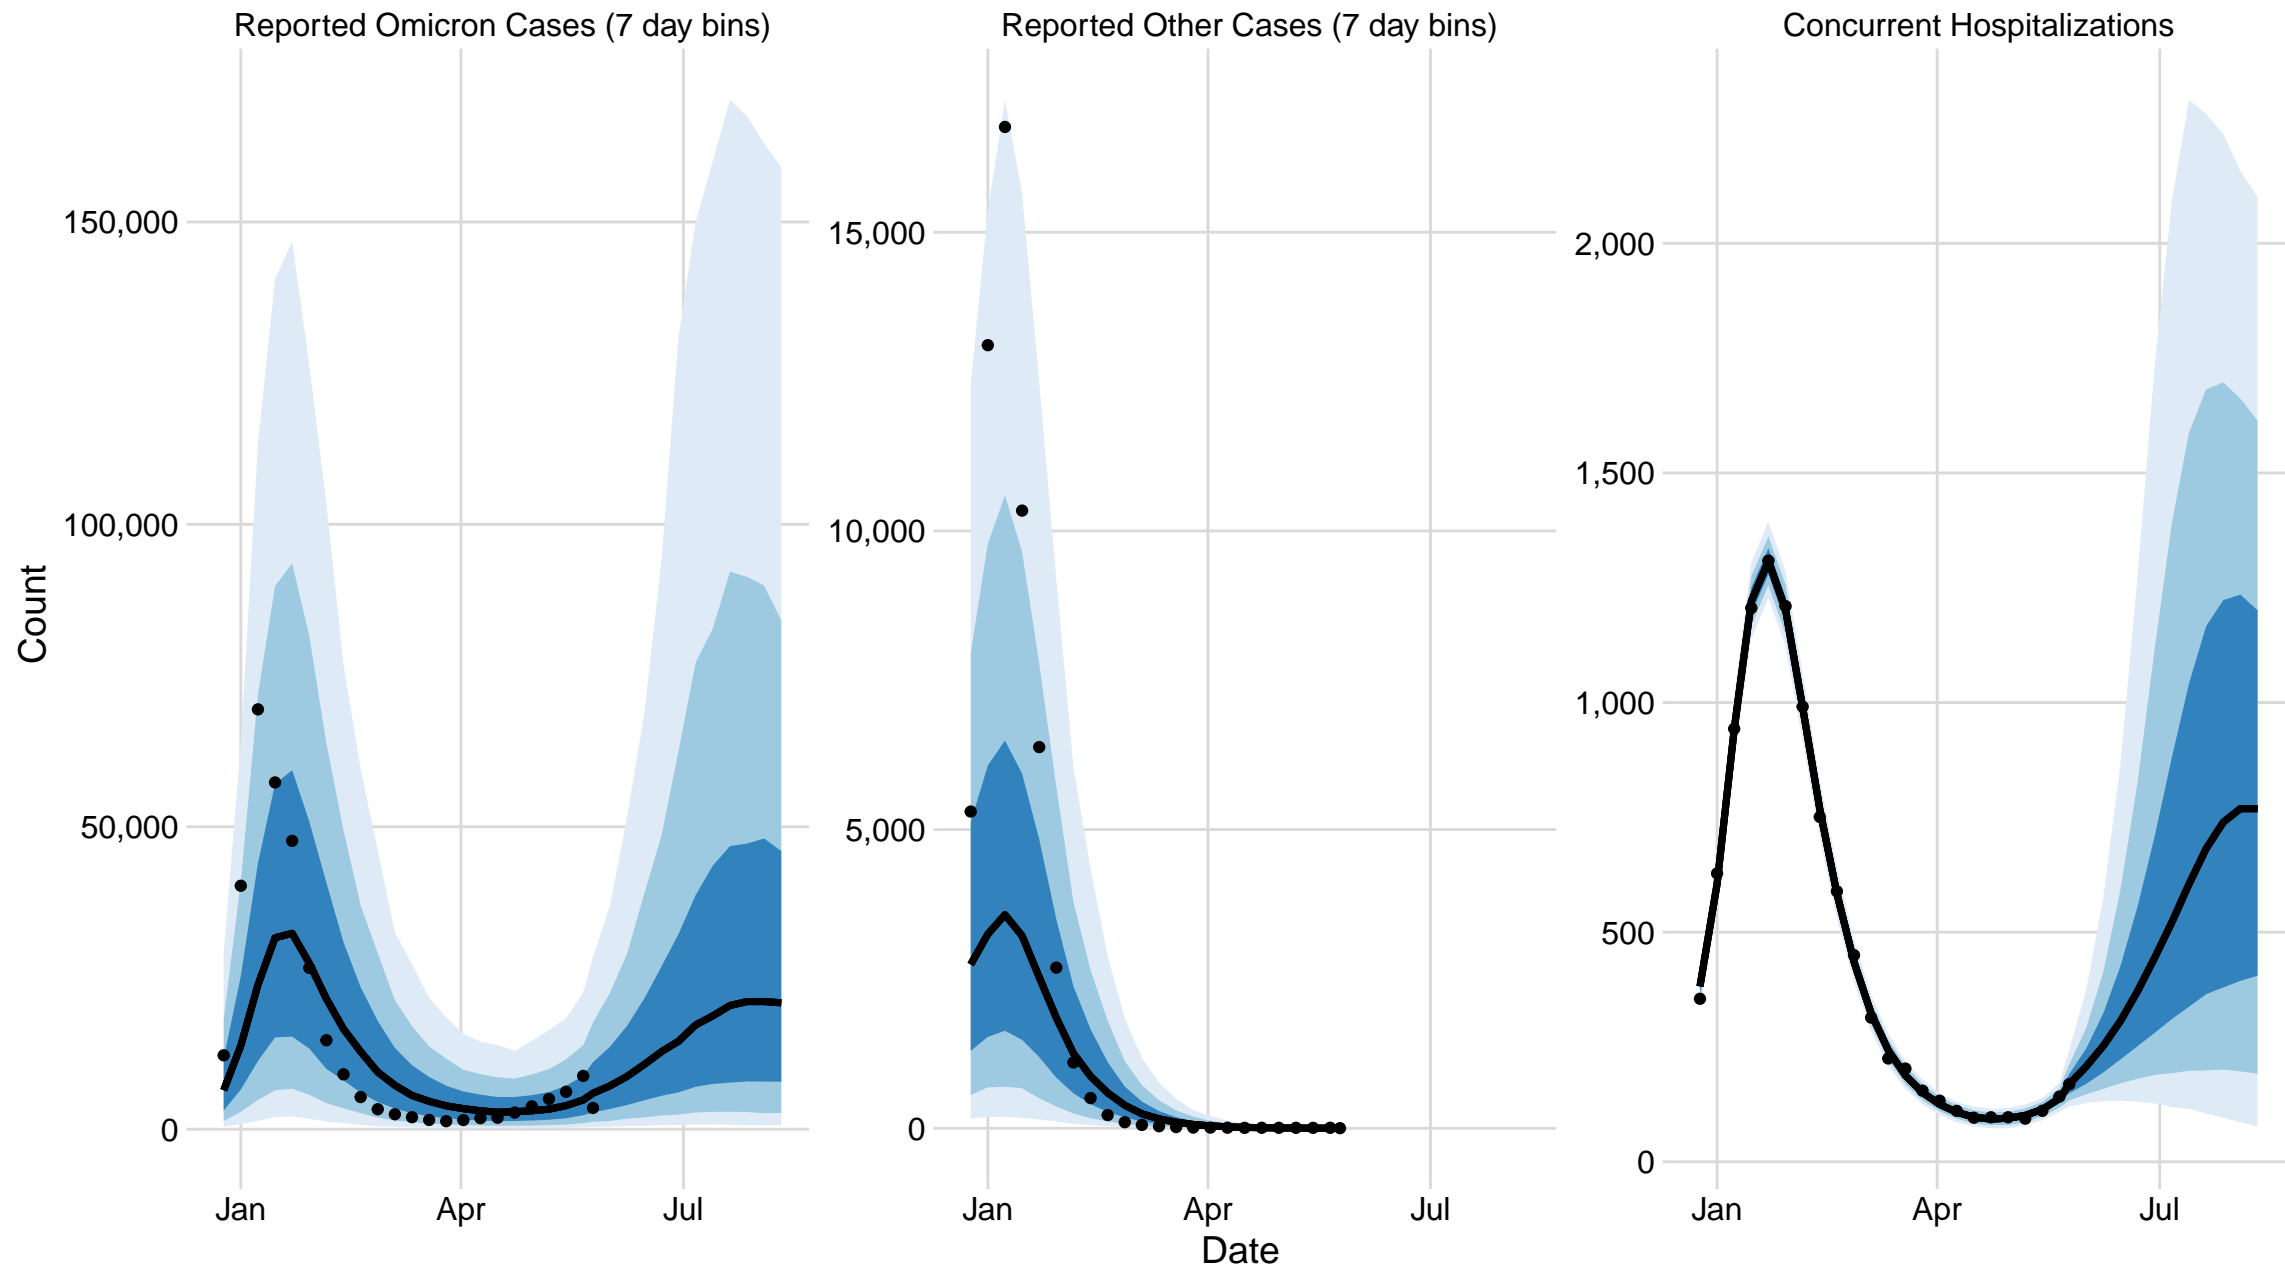 Reported Omicron Cases (7 day bins)
Reported Other Cases (7 day bins)
Concurrent Hospitalizations
Count
150,000
100,000
50,000
0
15,000
10,000
5,000
0
2,000
1,500
1,000
500
0
Jan Apr Jul
Jan Apr Jul
Jan Apr Jul
Date